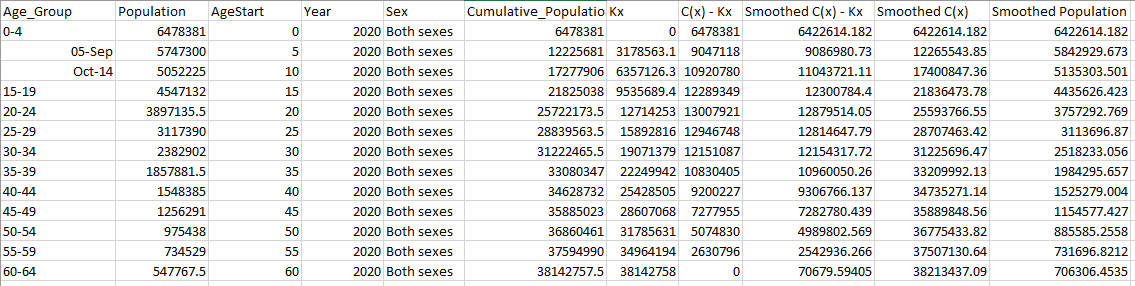 Age_Group Population AgeStart Year Sex Cumulative_Populatio Kx C(x) - Kx Smoothed C(x) - Kx Smoothed C(x) Smoothed Population
0-4 6478381 0 2020 Both sexes 6478381 0 6478381 6422614.182 6422614.182 6422614.182
05-Sep 5747300 5 2020 Both sexes 12225681 3178563.1 9047118 9086980.73 12265543.85 5842929.673
Oct-14 5052225 10 2020 Both sexes 17277906 6357126.3 10920780 11043721.11 17400847.36 5135303.501
15-19 4547132 15 2020 Both sexes 21825038 9535689.4 12289349 12300784.4 21836473.78 4435626.423
20-24 3897135.5 20 2020 Both sexes 25722173.5 12714253 13007921 12879514.05 25593766.55 3757292.769
25-29 3117390 25 2020 Both sexes 28839563.5 15892816 12946748 12814647.79 28707463.42 3113696.87
30-34 2382902 30 2020 Both sexes 31222465.5 19071379 12151087 12154317.72 31225696.47 2518233.056
35-39 1857881.5 35 2020 Both sexes 33080347 22249942 10830405 10960050.26 33209992.13 1984295.657
40-44 1548385 40 2020 Both sexes 34628732 25428505 9200227 9306766.137 34735271.14 1525279.004
45-49 1256291 45 2020 Both sexes 35885023 28607068 7277955 7282780.439 35889848.56 1154577.427
50-54 975438 50 2020 Both sexes 36860461 31785631 5074830 4989802.569 36775433.82 885585.2558
55-59 734529 55 2020 Both sexes 37594990 34964194 2630796 2542936.266 37507130.64 731696.8212
60-64 547767.5 60 2020 Both sexes 38142757.5 38142758 0 70679.59405 38213437.09 706306.4535